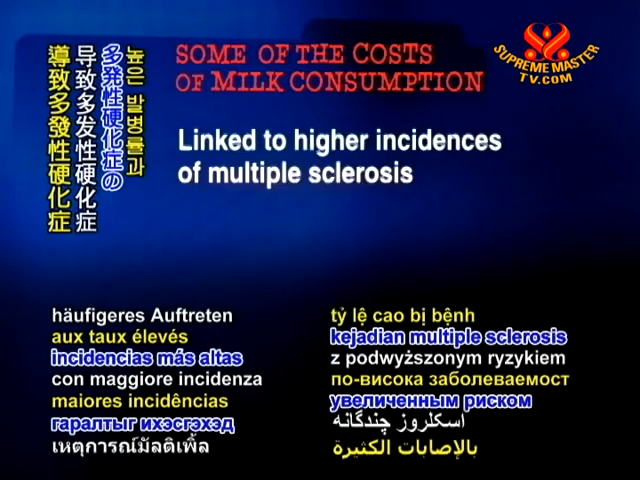 導致多發性硬化症
导致多发性硬化症
多発性硬化症の
높은 발병률과
SOME OF THE COSTS
OF MILK CONSUMPTION
SUPREME MASTER
TV.COM
Linked to higher incidences
of multiple sclerosis
häufigeres Auftreten
aux taux élevés
incidencias más altas
con maggiore incidenza
maiores incidências
гаралтыг ихэсгэхэд
เหตุการณ์มัลติเพิ้ล
tỷ lệ cao bị bệnh
kejadian multiple sclerosis
z podwyższonym ryzykiem
по-висока заболеваемост
увеличенным риском
اسکلروز چندگانه
بالإصابات الكثيرة